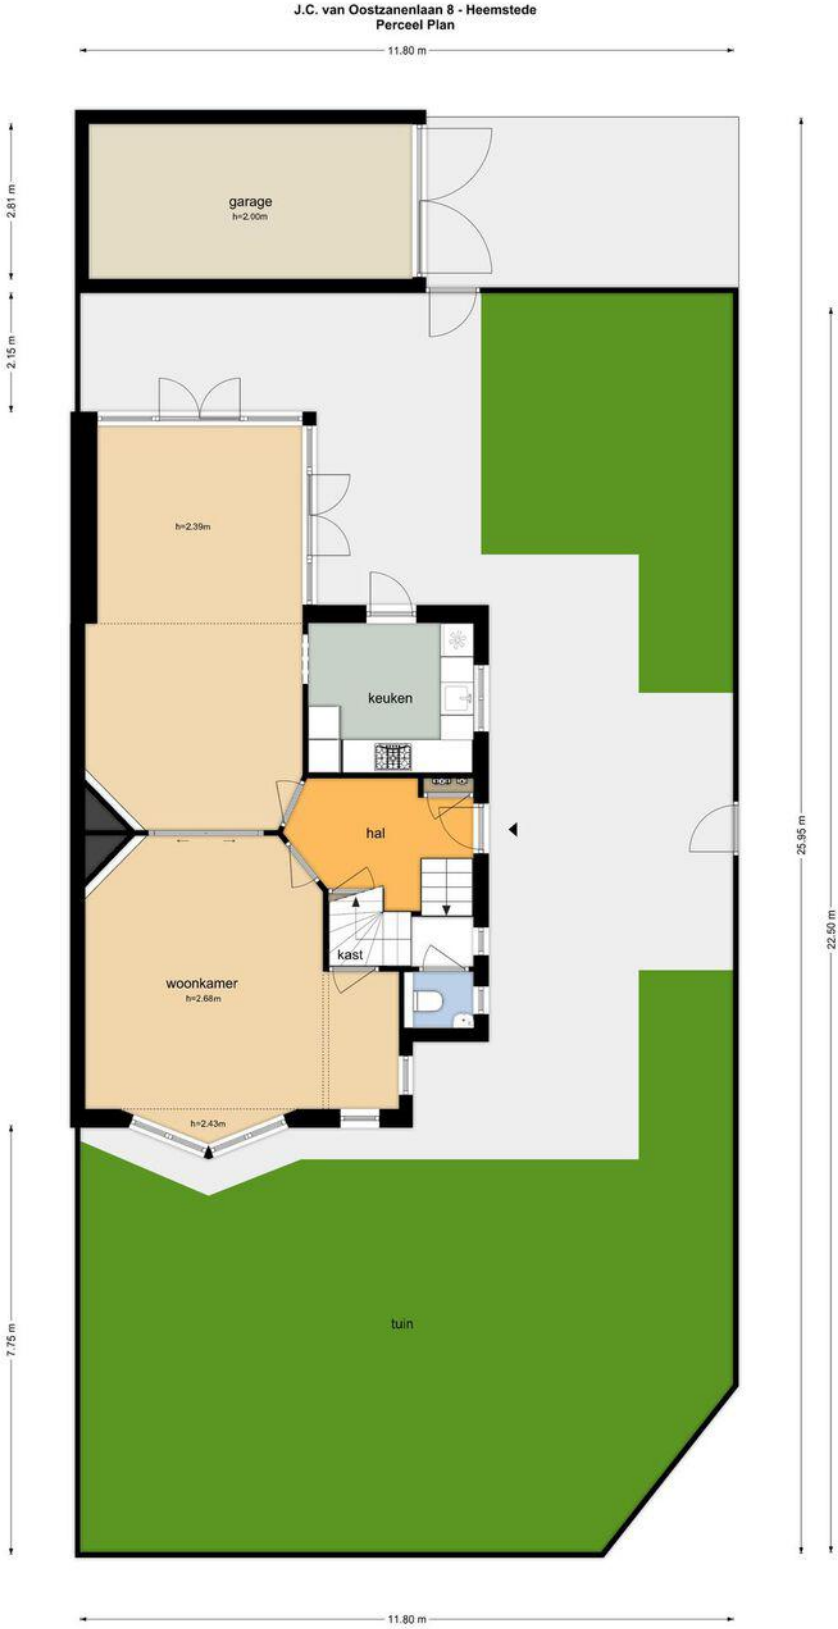 J.C. van Oostzanenlaan 8 - Heemstede
Perceel Plan
11.80 m
garage
h=2.00m
2.81 m
2.15 m
h=2.39m
keuken
hal
25.95 m
22.50 m
kast
woonkamer
h=2.68m
h=2.43m
7.75 m
tuin
11.80 m